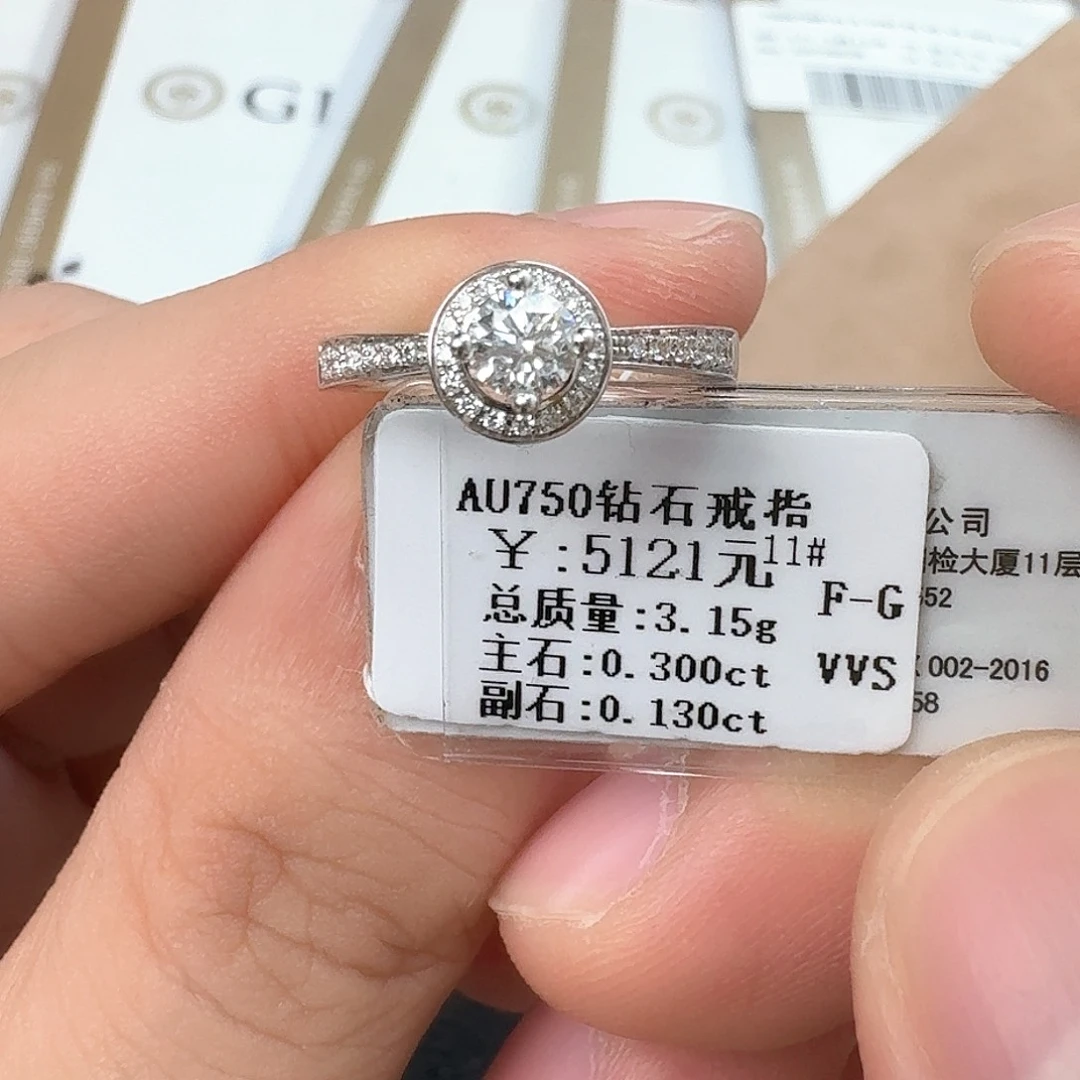 GI
AU750钻石戒指
￥:5121元11#
总质量:3.15g
F-G
主石:0.300ct
VVS
副石:0.130ct
公司
检大厦11层
52
002-2016
58